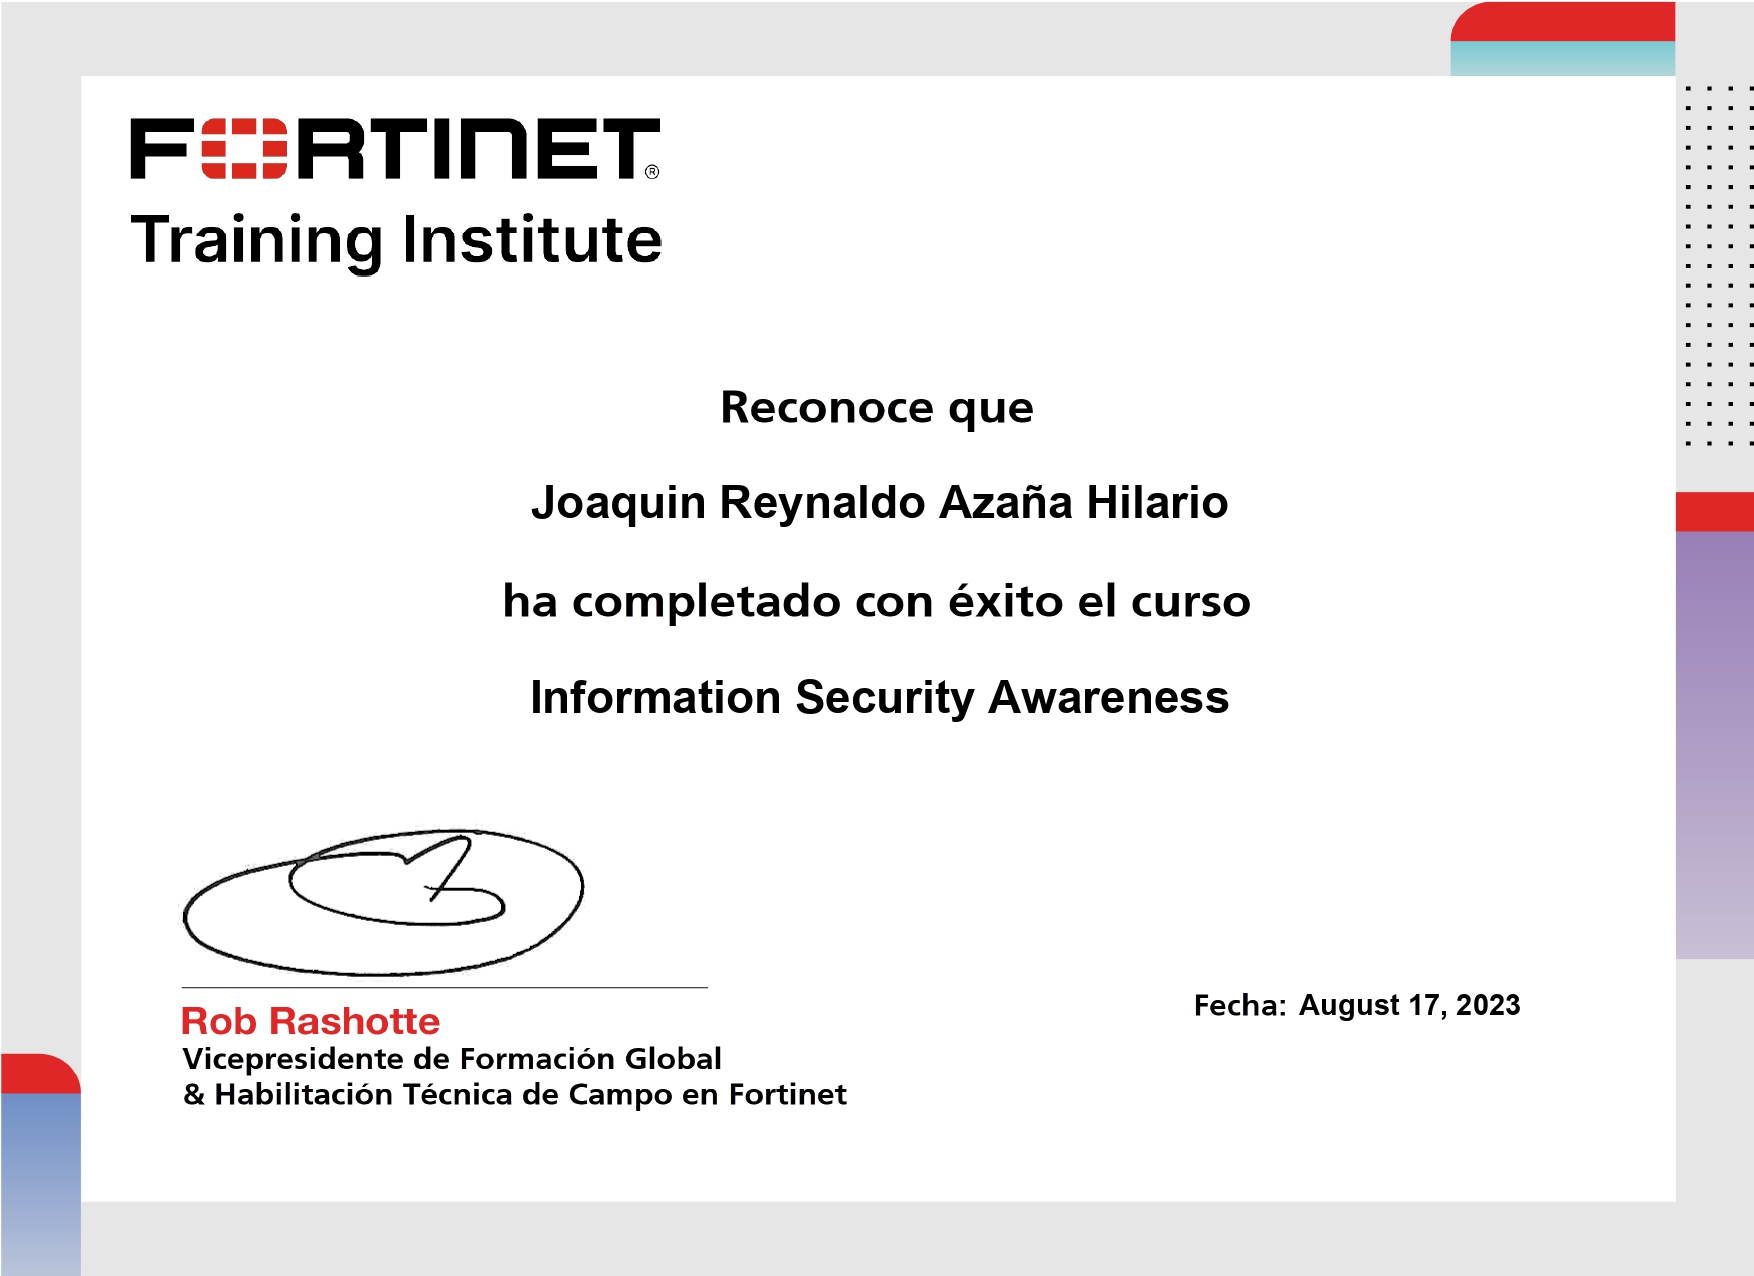 FORTINET®
Training Institute
Reconoce que
Joaquin Reynaldo Azaña Hilario
ha completado con éxito el curso
Information Security Awareness
Rob Rashotte
Vicepresidente de Formación Global
& Habilitación Técnica de Campo en Fortinet
Fecha: August 17, 2023